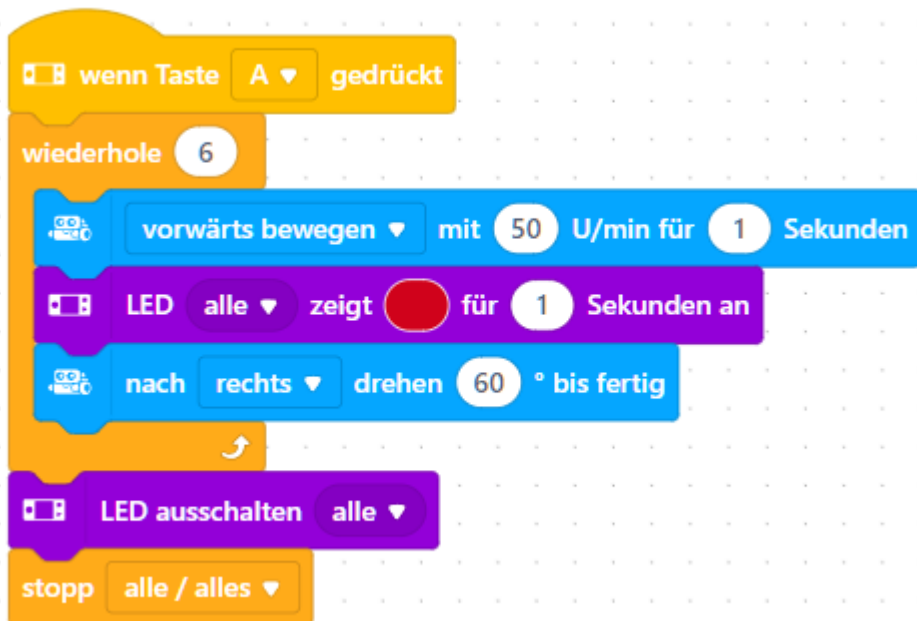 wenn Taste A gedrückt
wiederhole 6
vorwärts bewegen mit 50 U/min für 1 Sekunden
LED alle zeigt für 1 Sekunden an
nach rechts drehen 60 ° bis fertig
LED ausschalten alle
stopp alle / alles